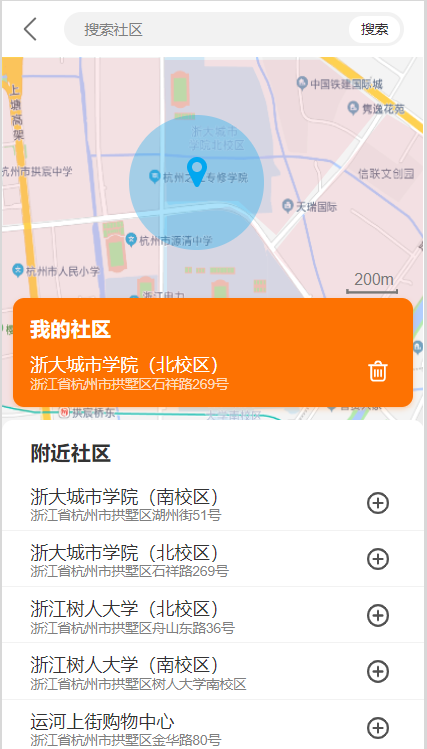 搜索社区
搜索
中国铁建国际城
上塘高架
隽逸花苑
浙大城市
学院北校区
杭州市拱宸中学
信联文创园
天瑞国际
杭州市源清中学
杭州市人民小学
浙江电力
200m
我的社区
浙大城市学院（北校区）
浙江省杭州市拱墅区石祥路269号
拱宸桥东
大学南校区
附近社区
浙大城市学院（南校区）
浙江省杭州市拱墅区湖州街51号
浙大城市学院（北校区）
浙江省杭州市拱墅区石祥路269号
浙江树人大学（北校区）
浙江省杭州市拱墅区舟山东路36号
浙江树人大学（南校区）
浙江省杭州市拱墅区树人大学南校区
运河上街购物中心
浙江省杭州市拱墅区金华路80号